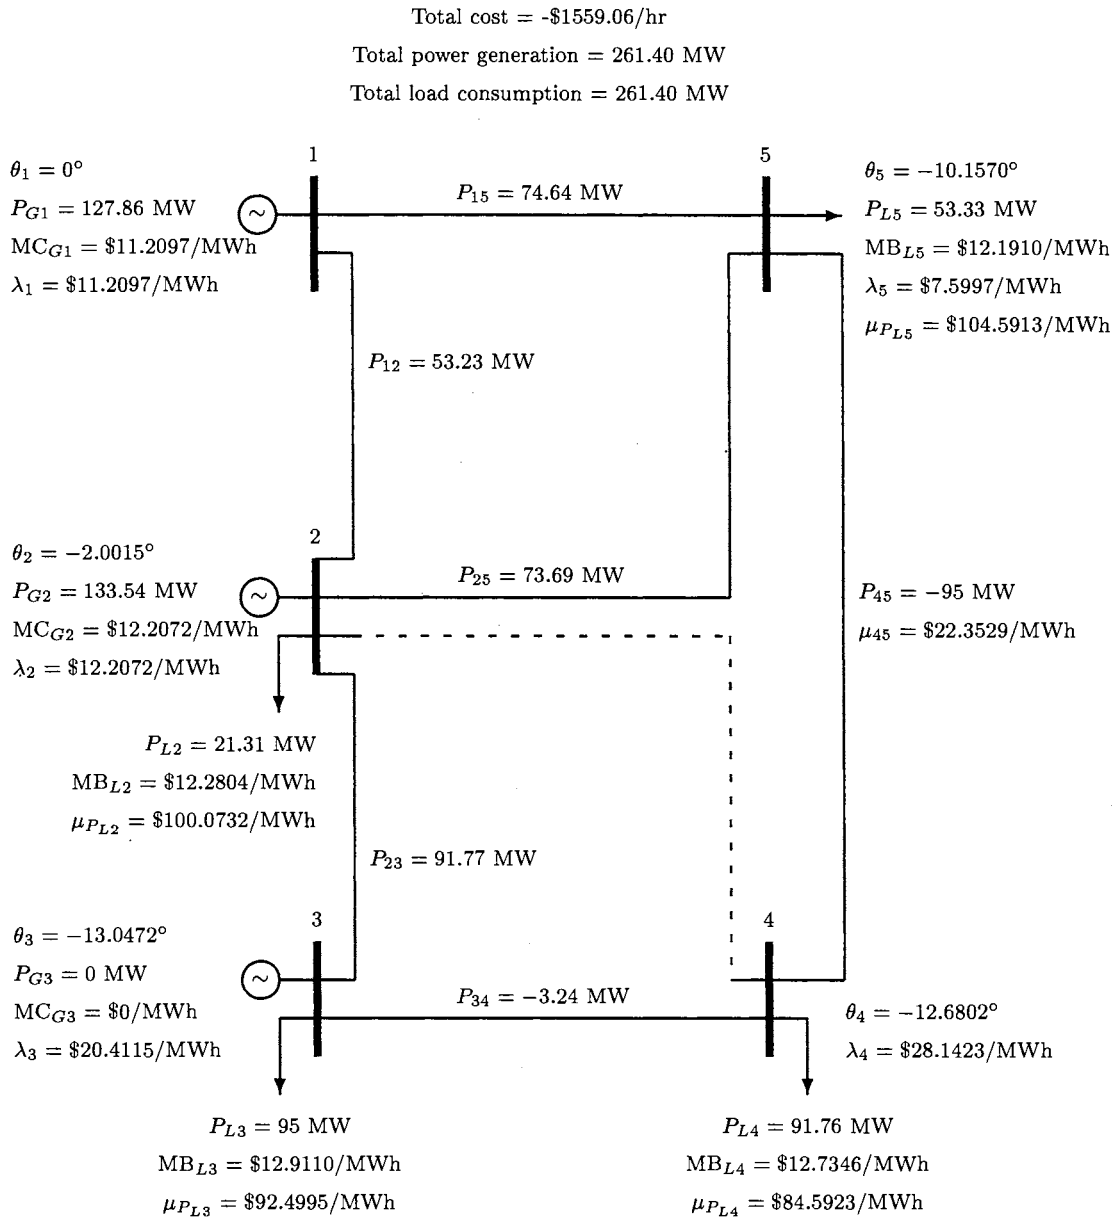 Total cost = -$1559.06/hr
Total power generation = 261.40 MW
Total load consumption = 261.40 MW
1
5
θ1 = 0°
PG1 = 127.86 MW
MCG1 = $11.2097/MWh
λ1 = $11.2097/MWh
~
P15 = 74.64 MW
θ5 = −10.1570°
PL5 = 53.33 MW
MBL5 = $12.1910/MWh
λ5 = $7.5997/MWh
μPL5 = $104.5913/MWh
P12 = 53.23 MW
2
θ2 = −2.0015°
PG2 = 133.54 MW
MCG2 = $12.2072/MWh
λ2 = $12.2072/MWh
~
P25 = 73.69 MW
P45 = −95 MW
μ45 = $22.3529/MWh
PL2 = 21.31 MW
MBL2 = $12.2804/MWh
μPL2 = $100.0732/MWh
P23 = 91.77 MW
3
4
θ3 = −13.0472°
PG3 = 0 MW
MCG3 = $0/MWh
λ3 = $20.4115/MWh
~
P34 = −3.24 MW
θ4 = −12.6802°
λ4 = $28.1423/MWh
PL3 = 95 MW
MBL3 = $12.9110/MWh
μPL3 = $92.4995/MWh
PL4 = 91.76 MW
MBL4 = $12.7346/MWh
μPL4 = $84.5923/MWh